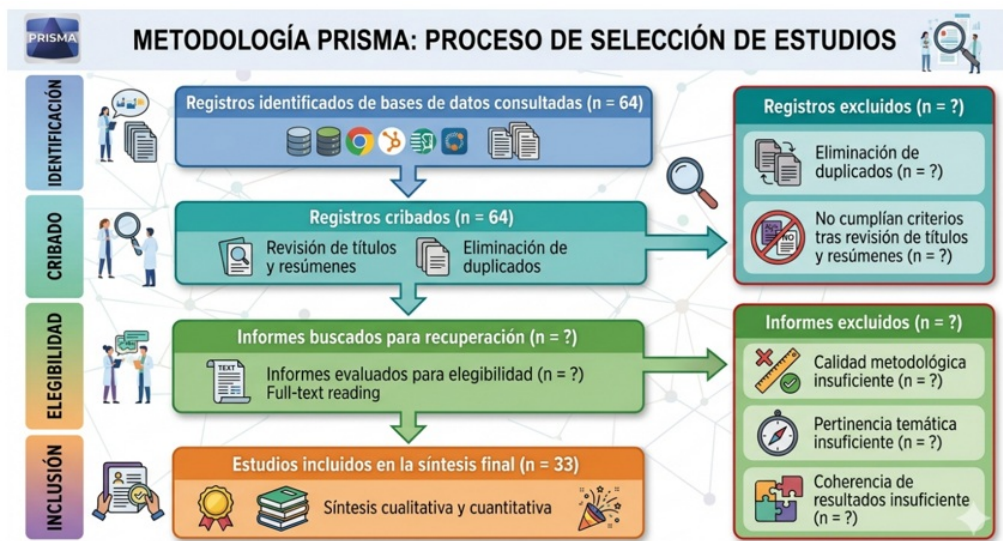 PRISMA
METODOLOGÍA PRISMA: PROCESO DE SELECCIÓN DE ESTUDIOS
IDENTIFICACIÓN
Registros identificados de bases de datos consultadas (n = 64)
Registros excluidos (n = ?)
Eliminación de
duplicados (n = ?)
No cumplían criterios
tras revisión de títulos
y resúmenes (n = ?)
NO
CRIBADO
Registros cribados (n = 64)
Revisión de títulos
y resúmenes
Eliminación de
duplicados
ELEGIBILIDAD
Informes buscados para recuperación (n = ?)
TEXT
Informes evaluados para elegibilidad (n = ?)
Full-text reading
Informes excluidos (n = ?)
Calidad metodológica
insuficiente (n = ?)
Pertinencia temática
insuficiente (n = ?)
Coherencia de
resultados insuficiente
(n = ?)
INCLUSIÓN
Estudios incluidos en la síntesis final (n = 33)
Síntesis cualitativa y cuantitativa